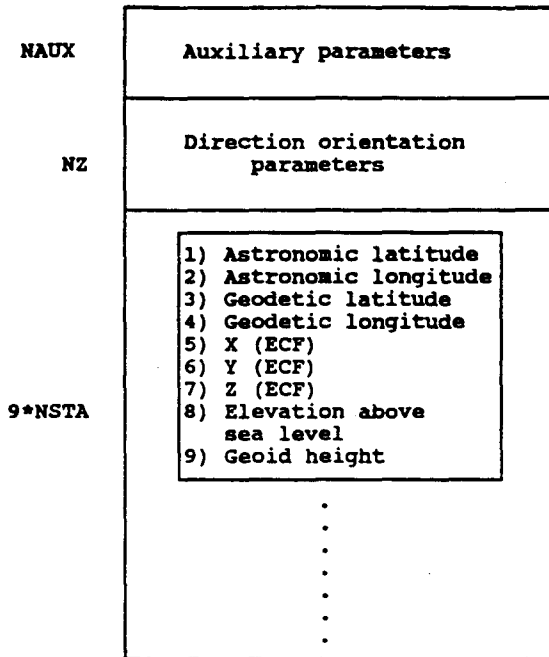 NAUX
Auxiliary parameters
NZ
Direction orientation
parameters
9*NSTA
1) Astronomic latitude
2) Astronomic longitude
3) Geodetic latitude
4) Geodetic longitude
5) X (ECF)
6) Y (ECF)
7) Z (ECF)
8) Elevation above
sea level
9) Geoid height